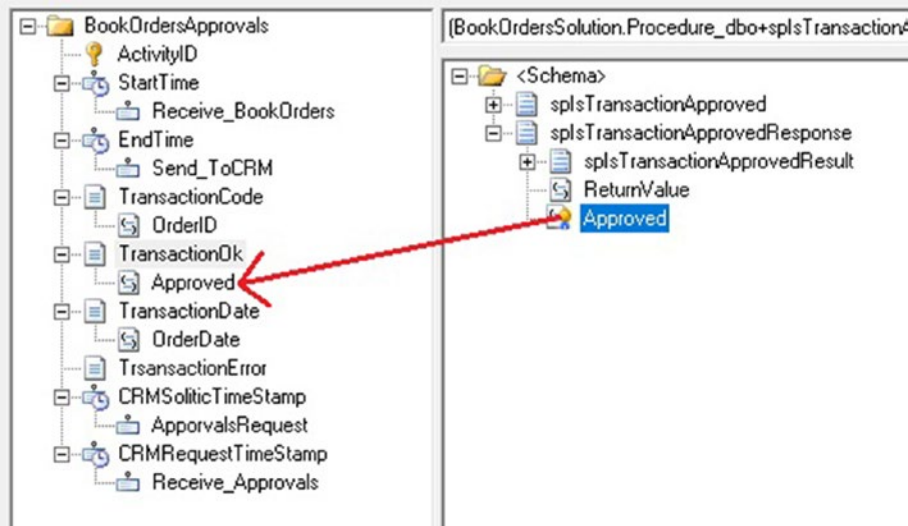 BookOrdersApprovals
ActivityID
StartTime
Receive_BookOrders
EndTime
Send_ToCRM
TransactionCode
OrderID
TransactionOk
Approved
TransactionDate
OrderDate
TrsansactionError
CRMSoliticTimeStamp
ApporvalsRequest
CRMRequestTimeStamp
Receive_Approvals
(BookOrdersSolution.Procedure_dbo+spIsTransactionA
<Schema>
spIsTransactionApproved
spIsTransactionApprovedResponse
spIsTransactionApprovedResult
ReturnValue
Approved